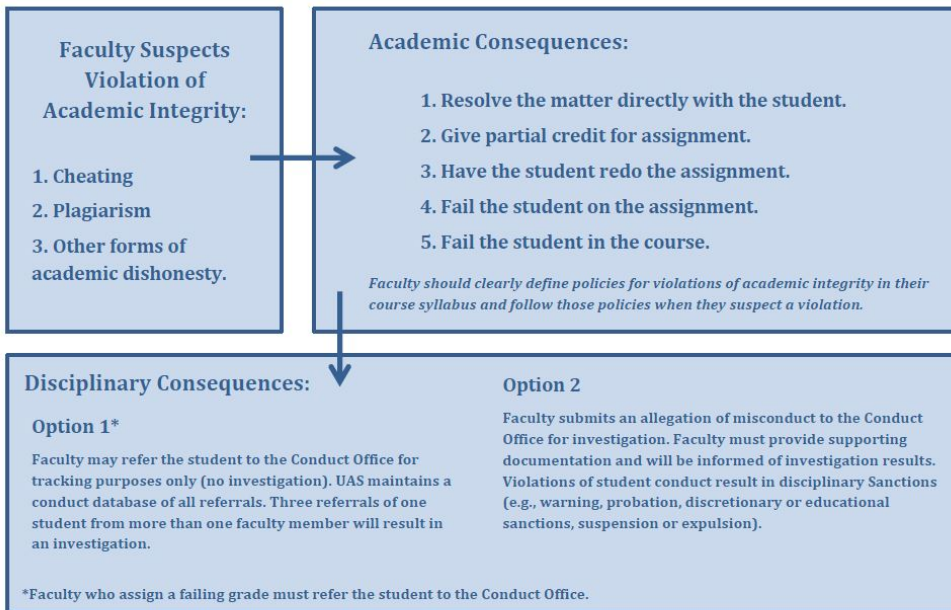 Faculty Suspects
Violation of
Academic Integrity:
1. Cheating
2. Plagiarism
3. Other forms of
academic dishonesty.
Academic Consequences:
1. Resolve the matter directly with the student.
2. Give partial credit for assignment.
3. Have the student redo the assignment.
4. Fail the student on the assignment.
5. Fail the student in the course.
Faculty should clearly define policies for violations of academic integrity in their
course syllabus and follow those policies when they suspect a violation.
Disciplinary Consequences:
Option 1*
Faculty may refer the student to the Conduct Office for
tracking purposes only (no investigation). UAS maintains a
conduct database of all referrals. Three referrals of one
student from more than one faculty member will result in
an investigation.
Option 2
Faculty submits an allegation of misconduct to the Conduct
Office for investigation. Faculty must provide supporting
documentation and will be informed of investigation results.
Violations of student conduct result in disciplinary Sanctions
(e.g., warning, probation, discretionary or educational
sanctions, suspension or expulsion).
*Faculty who assign a failing grade must refer the student to the Conduct Office.